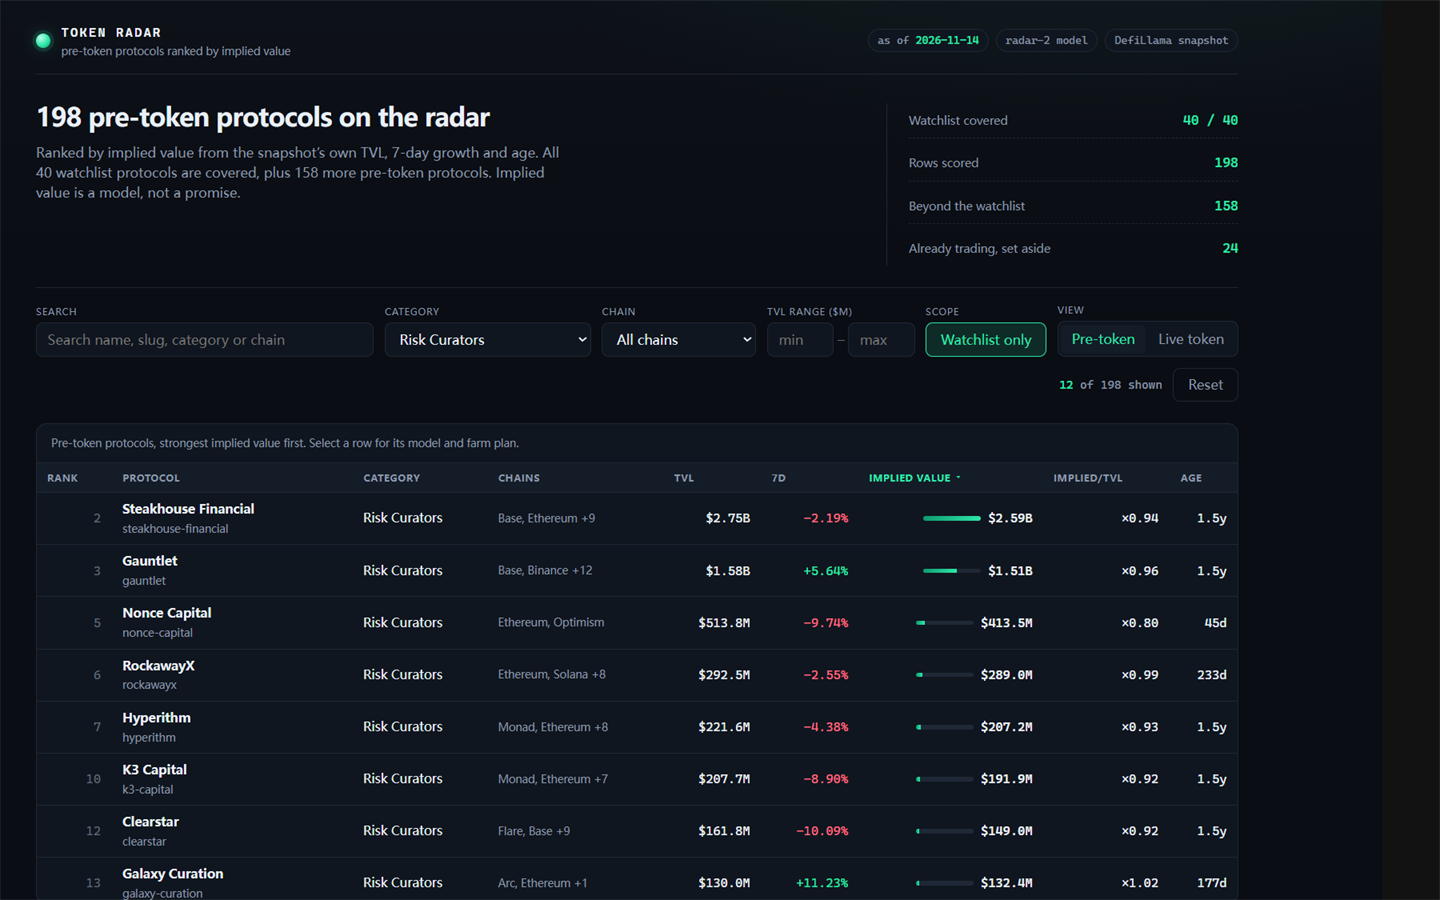 TOKEN RADAR
pre-token protocols ranked by implied value
as of 2026-11-14
radar-2 model
DefiLlama snapshot
198 pre-token protocols on the radar
Ranked by implied value from the snapshot's own TVL, 7-day growth and age. All
40 watchlist protocols are covered, plus 158 more pre-token protocols. Implied
value is a model, not a promise.
Watchlist covered 40 / 40
Rows scored 198
Beyond the watchlist 158
Already trading, set aside 24
SEARCH CATEGORY CHAIN TVL RANGE ($M) SCOPE VIEW
Search name, slug, category or chain Risk Curators All chains min – max Watchlist only Pre-token Live token
12 of 198 shown Reset
Pre-token protocols, strongest implied value first. Select a row for its model and farm plan.
RANK PROTOCOL CATEGORY CHAINS TVL 7D IMPLIED VALUE IMPLIED/TVL AGE
2 Steakhouse Financial Risk Curators Base, Ethereum +9 $2.75B −2.19% $2.59B ×0.94 1.5y
steakhouse-financial
3 Gauntlet Risk Curators Base, Binance +12 $1.58B +5.64% $1.51B ×0.96 1.5y
gauntlet
5 Nonce Capital Risk Curators Ethereum, Optimism $513.8M −9.74% $413.5M ×0.80 45d
nonce-capital
6 RockawayX Risk Curators Ethereum, Solana +8 $292.5M −2.55% $289.0M ×0.99 233d
rockawayx
7 Hyperithm Risk Curators Monad, Ethereum +8 $221.6M −4.38% $207.2M ×0.93 1.5y
hyperithm
10 K3 Capital Risk Curators Monad, Ethereum +7 $207.7M −8.90% $191.9M ×0.92 1.5y
k3-capital
12 Clearstar Risk Curators Flare, Base +9 $161.8M −10.09% $149.0M ×0.92 1.5y
clearstar
13 Galaxy Curation Risk Curators Arc, Ethereum +1 $130.0M +11.23% $132.4M ×1.02 177d
galaxy-curation